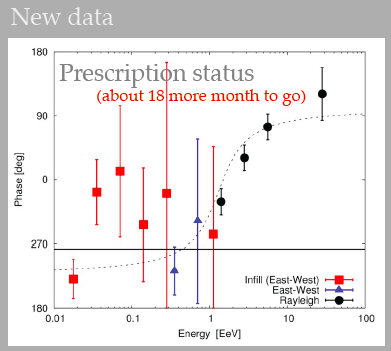 New data
Prescription status
(about 18 more month to go)
180
90
0
270
180
Phase [deg]
0.01
0.1
1
10
100
Energy [EeV]
Infill (East-West)
East-West
Rayleigh